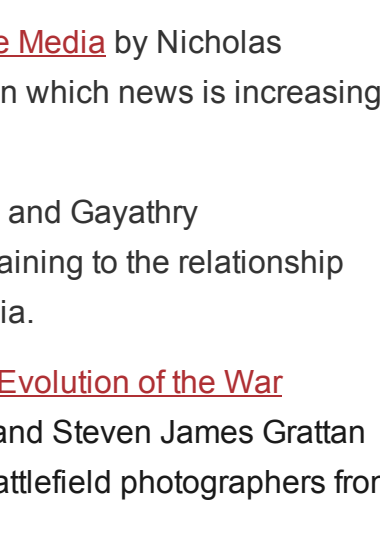 e Media by Nicholas
n which news is increasing
and Gayathry
aining to the relationship
ia.
Evolution of the War
and Steven James Grattan
attlefield photographers from